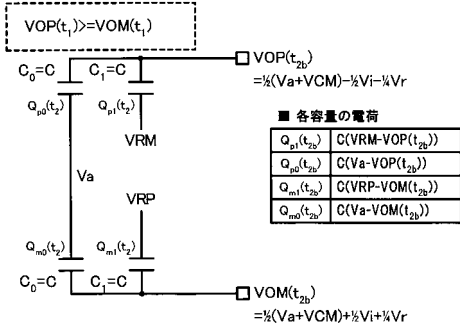 VOP(t₁)>=VOM(t₁)
C₀=C C₁=C
VOP(t₂b)
=½(Va+VCM)-½Vi-¼Vr
Qp0(t₂) Qp1(t₂)
VRM
■ 各容量の電荷
Qp1(t₂b) C(VRM-VOP(t₂b))
Qp0(t₂b) C(Va-VOP(t₂b))
Qm1(t₂b) C(VRP-VOM(t₂b))
Qm0(t₂b) C(Va-VOM(t₂b))
Va
VRP
Qm0(t₂) Qm1(t₂)
C₀=C C₁=C
VOM(t₂b)
=½(Va+VCM)+½Vi+¼Vr